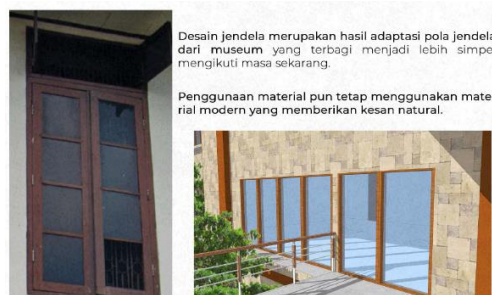 Desain jendela merupakan hasil adaptasi pola jendela
dari museum yang terbagi menjadi lebih simpe
mengikuti masa sekarang.
Penggunaan material pun tetap menggunakan mate-
rial modern yang memberikan kesan natural.